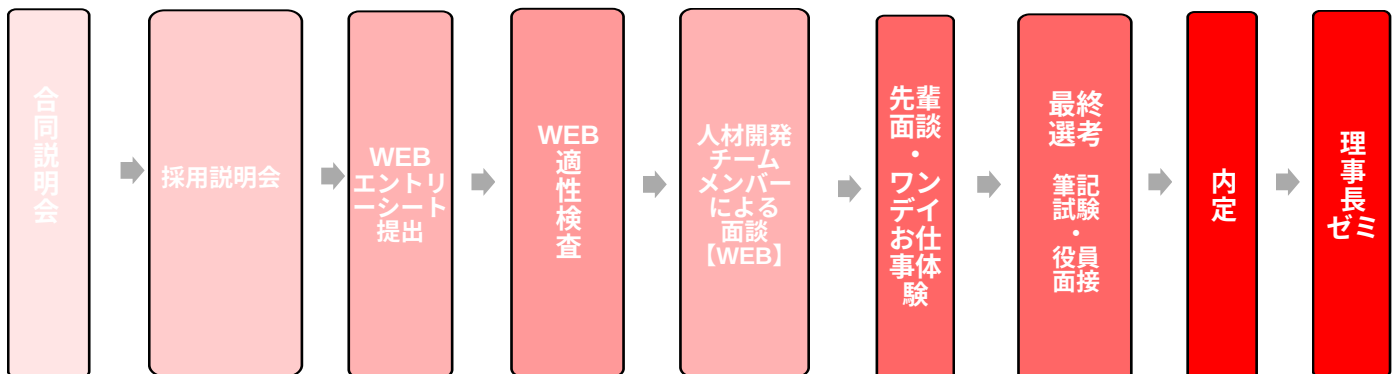 合同説明会
採用説明会
WEB
エントリ
ーシート
提出
WEB
適性検査
人材開発
チーム
メンバー
による
面談
【WEB】
先輩
面談
・
ワン
デイ
お仕
事体
験
最終
選考
筆記
試験
・
役員
面接
内定
理事長
ゼミ